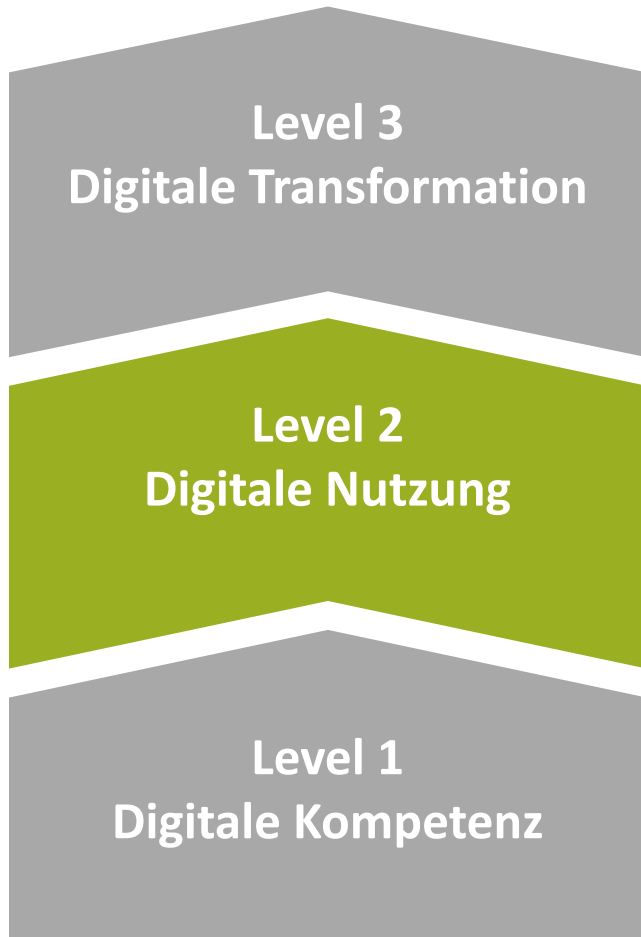 Level 3
Digitale Transformation
Level 2
Digitale Nutzung
Level 1
Digitale Kompetenz